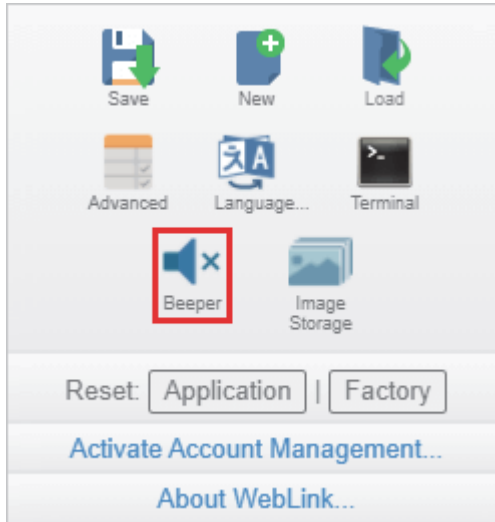 Save New Load
Advanced Language... Terminal
Beeper Image
Storage
Reset: Application | Factory
Activate Account Management...
About WebLink...